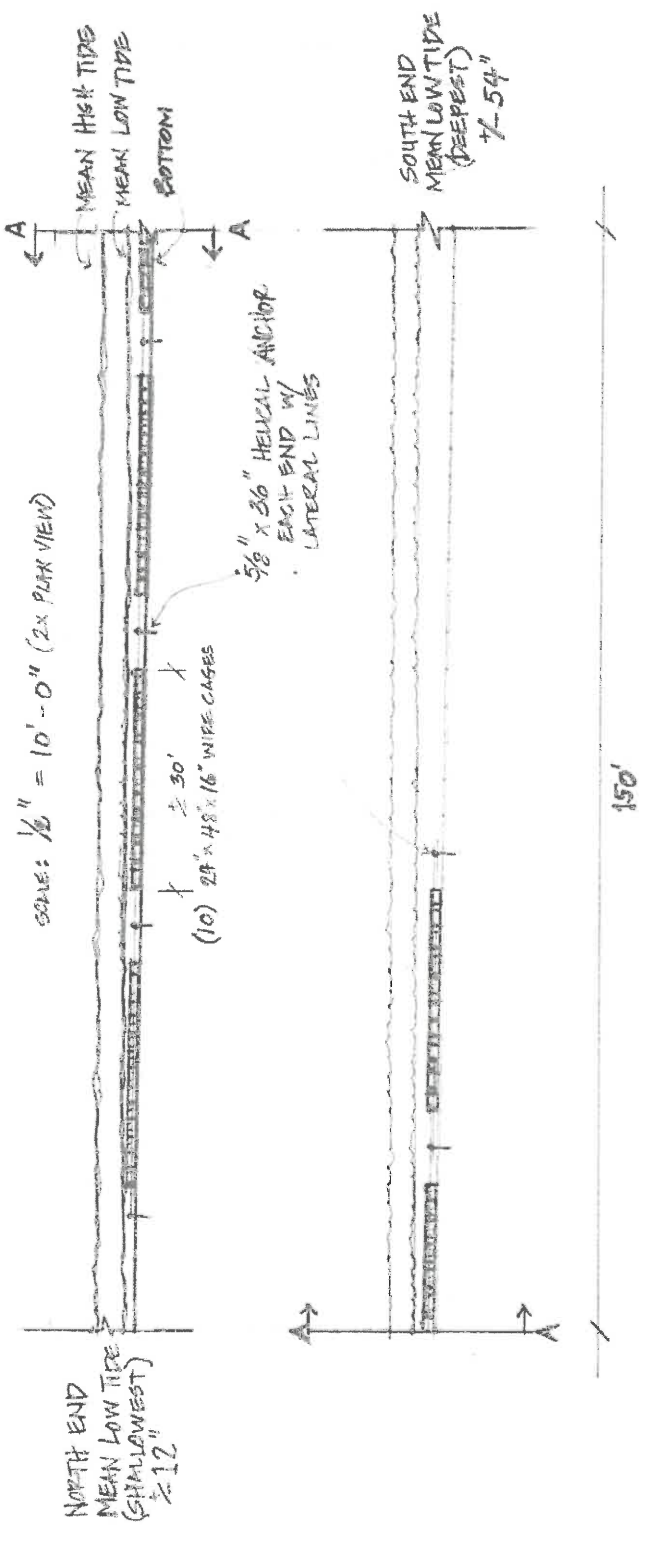 SCALE: 1/2" = 10'-0" (2X PLAN VIEW)
A
MEAN HIGH TIDE
MEAN LOW TIDE
BOTTOM
A
NORTH END
MEAN LOW TIDE
(SHALLOWEST)
± 12"
± 30'
(10) 24" X 48" X 16" WIRE CAGES
5/8" X 36" HELICAL ANCHOR
EACH END W/
LATERAL LINES
A
A
SOUTH END
MEAN LOW TIDE
(DEEPEST)
+/- 54"
150'